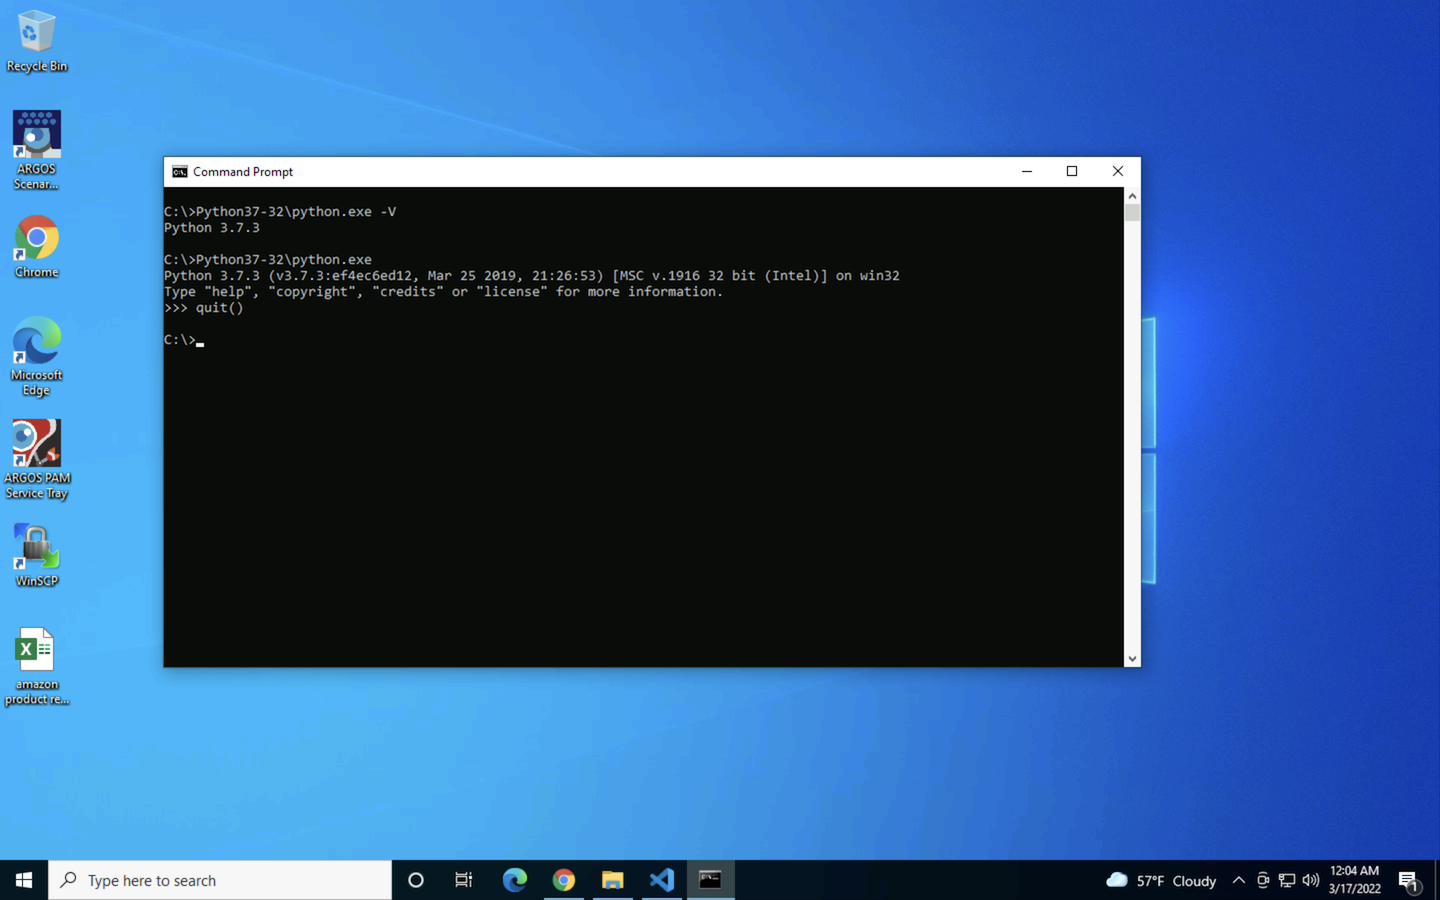 Recycle Bin
ARGOS
Scenar...
Chrome
Microsoft
Edge
ARGOS PAM
Service Tray
WinSCP
amazon
product re...
Command Prompt
C:\>Python37-32\python.exe -V
Python 3.7.3
C:\>Python37-32\python.exe
Python 3.7.3 (v3.7.3:ef4ec6ed12, Mar 25 2019, 21:26:53) [MSC v.1916 32 bit (Intel)] on win32
Type "help", "copyright", "credits" or "license" for more information.
>>> quit()
C:\>
Type here to search
57°F Cloudy
12:04 AM
3/17/2022
1